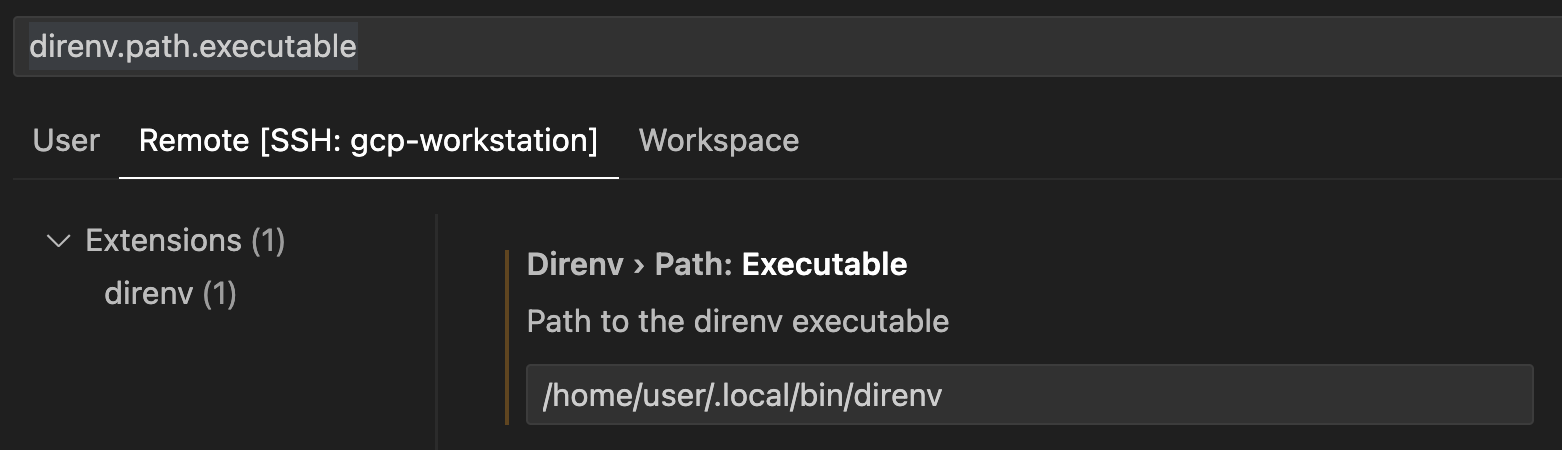 direnv.path.executable
User Remote [SSH: gcp-workstation] Workspace
Extensions (1)
direnv (1)
Direnv › Path: Executable
Path to the direnv executable
/home/user/.local/bin/direnv